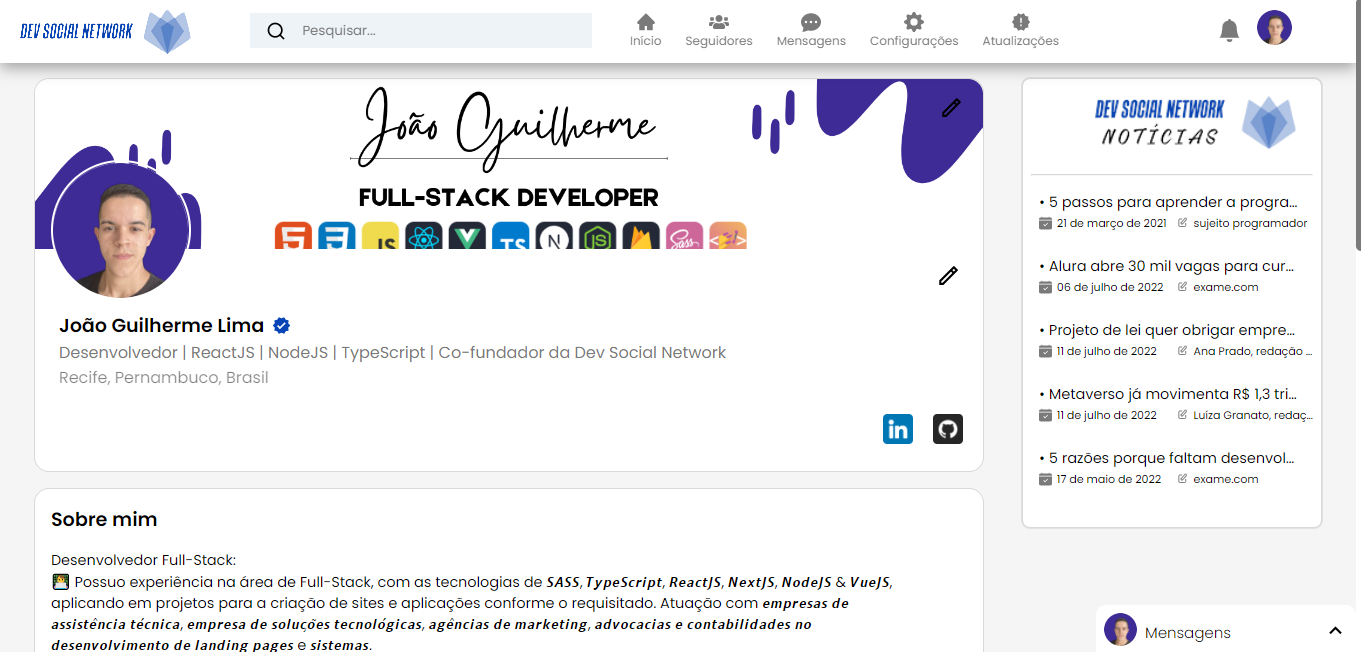 DEV SOCIAL NETWORK
Pesquisar...
Início
Seguidores
Mensagens
Configurações
Atualizações
João Guilherme
FULL-STACK DEVELOPER
JS
TS
N
JS
Sass
João Guilherme Lima
Desenvolvedor | ReactJS | NodeJS | TypeScript | Co-fundador da Dev Social Network
Recife, Pernambuco, Brasil
in
Sobre mim
Desenvolvedor Full-Stack:
Possuo experiência na área de Full-Stack, com as tecnologias de SASS, TypeScript, ReactJS, NextJS, NodeJS & VueJS,
aplicando em projetos para a criação de sites e aplicações conforme o requisitado. Atuação com empresas de
assistência técnica, empresa de soluções tecnológicas, agências de marketing, advocacias e contabilidades no
desenvolvimento de landing pages e sistemas.
DEV SOCIAL NETWORK
NOTÍCIAS
• 5 passos para aprender a progra...
21 de março de 2021 sujeito programador
• Alura abre 30 mil vagas para cur...
06 de julho de 2022 exame.com
• Projeto de lei quer obrigar empre...
11 de julho de 2022 Ana Prado, redação ...
• Metaverso já movimenta R$ 1,3 tri...
11 de julho de 2022 Luíza Granato, redaç...
• 5 razões porque faltam desenvol...
17 de maio de 2022 exame.com
Mensagens